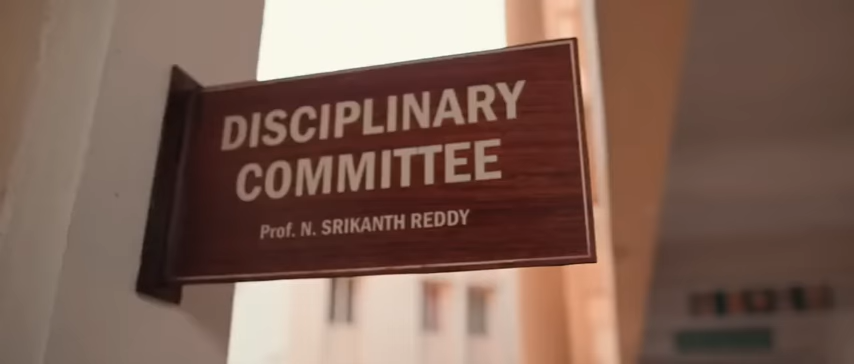 DISCIPLINARY
COMMITTEE
Prof. N. SRIKANTH REDDY